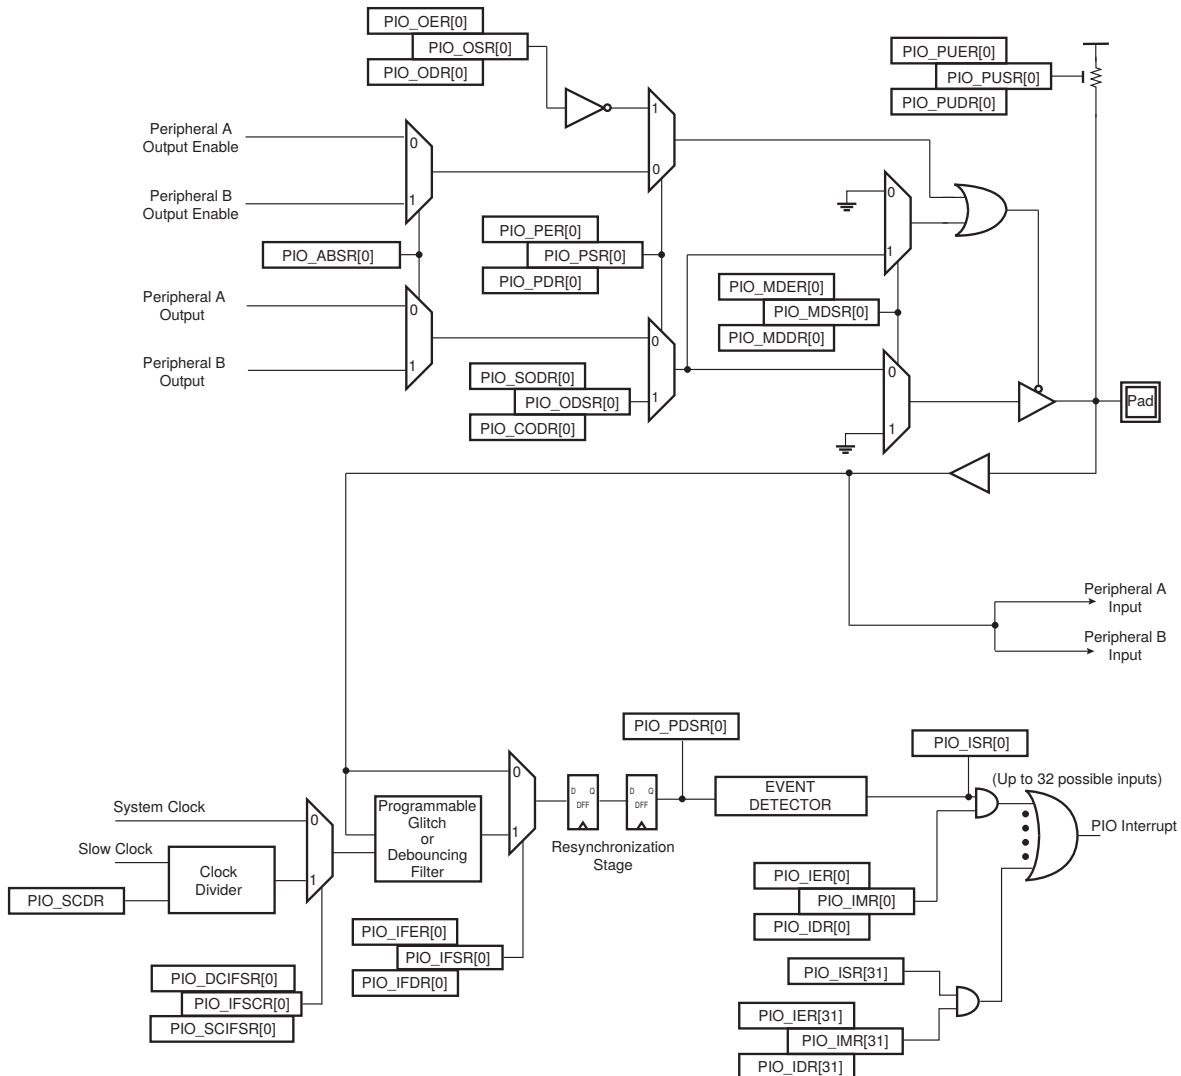 PIO_OER[0]
PIO_OSR[0]
PIO_ODR[0]
PIO_PUER[0]
PIO_PUSR[0]
PIO_PUDR[0]
1
0
Peripheral A
Output Enable
0
Peripheral B
Output Enable
1
PIO_ABSR[0]
PIO_PER[0]
PIO_PSR[0]
PIO_PDR[0]
0
1
PIO_MDER[0]
PIO_MDSR[0]
PIO_MDDR[0]
Peripheral A
Output
0
Peripheral B
Output
1
0
1
PIO_SODR[0]
PIO_ODSR[0]
PIO_CODR[0]
0
1
Pad
Peripheral A
Input
Peripheral B
Input
PIO_PDSR[0]
PIO_ISR[0]
(Up to 32 possible inputs)
System Clock
0
Slow Clock
1
Clock
Divider
PIO_SCDR
Programmable
Glitch
or
Debouncing
Filter
0
1
D Q
DFF
D Q
DFF
Resynchronization
Stage
EVENT
DETECTOR
PIO Interrupt
PIO_IER[0]
PIO_IMR[0]
PIO_IDR[0]
PIO_IFER[0]
PIO_IFSR[0]
PIO_IFDR[0]
PIO_DCIFSR[0]
PIO_IFSCR[0]
PIO_SCIFSR[0]
PIO_ISR[31]
PIO_IER[31]
PIO_IMR[31]
PIO_IDR[31]